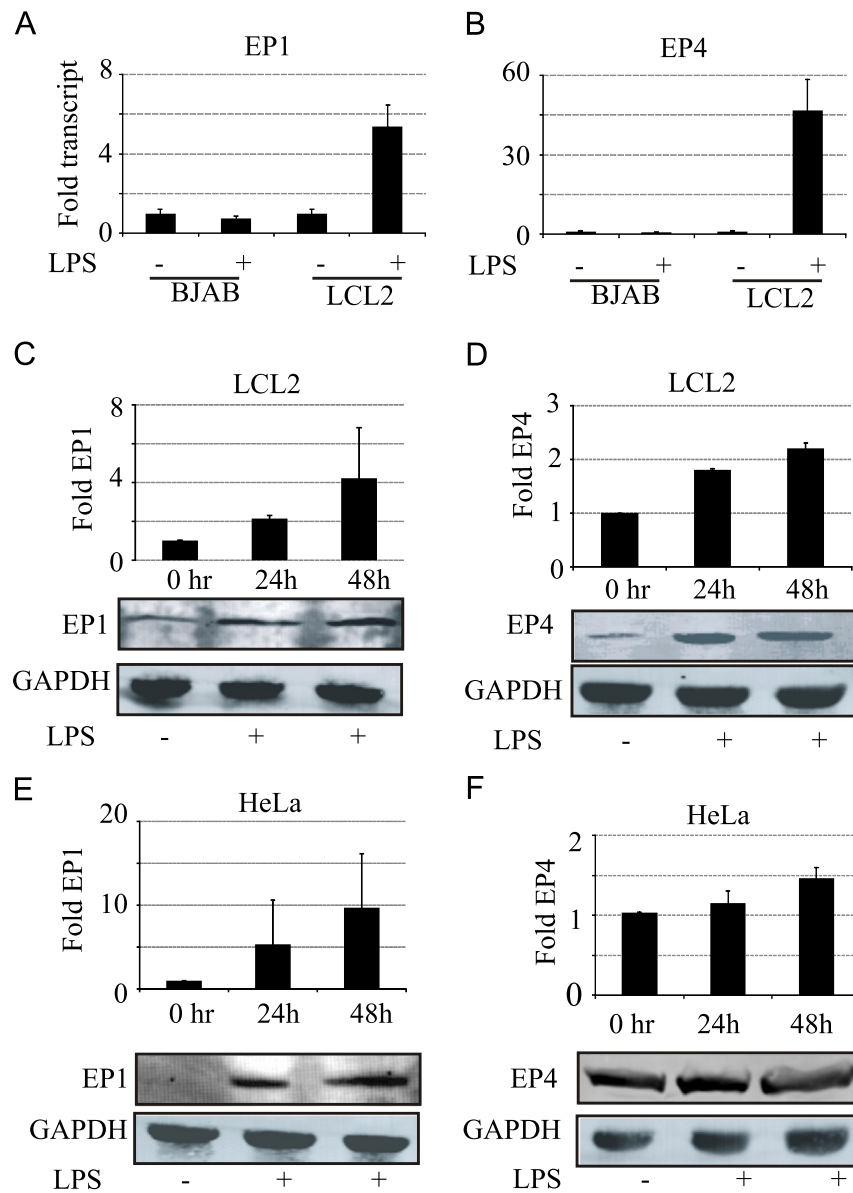 A
EP1
Fold transcript
8
4
0
LPS - + - +
BJAB LCL2
B
EP4
60
30
0
LPS - + - +
BJAB LCL2
C
LCL2
Fold EP1
8
4
0
0 hr 24h 48h
EP1
GAPDH
LPS - + +
D
LCL2
Fold EP4
3
2
1
0
0 hr 24h 48h
EP4
GAPDH
LPS - + +
E
HeLa
Fold EP1
20
10
0
0 hr 24h 48h
EP1
GAPDH
LPS - + +
F
HeLa
Fold EP4
2
1
0
0 hr 24h 48h
EP4
GAPDH
LPS - + +